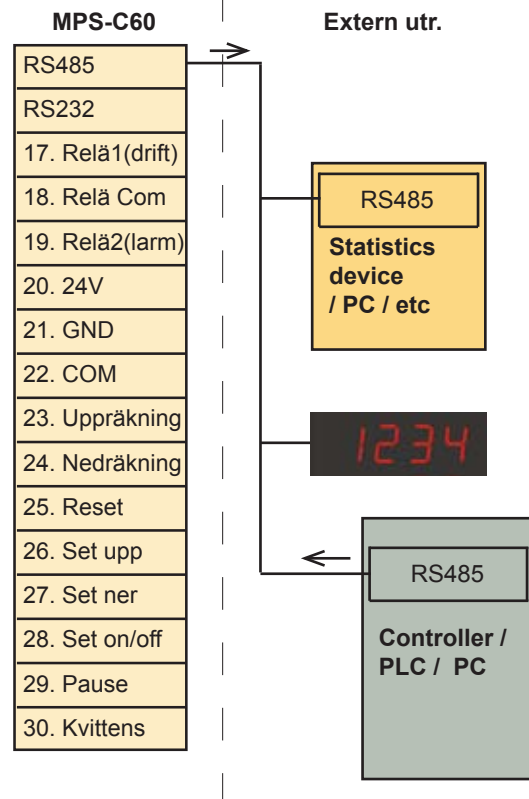 MPS-C60
Extern utr.
RS485
RS232
17. Relä1(drift)
18. Relä Com
19. Relä2(larm)
20. 24V
21. GND
22. COM
23. Uppräkning
24. Nedräkning
25. Reset
26. Set upp
27. Set ner
28. Set on/off
29. Pause
30. Kvittens
RS485
Statistics
device
/ PC / etc
1234
RS485
Controller /
PLC / PC